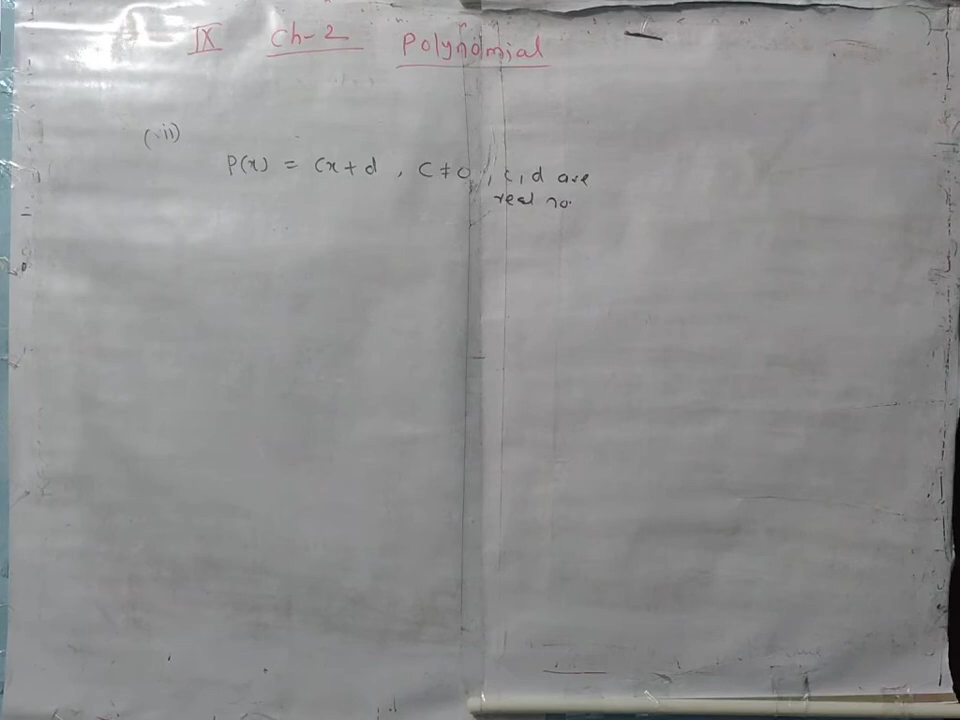 IX Ch-2 Polynomial
(vii)
P(x) = Cx+d , C≠0, c, d are
real no.